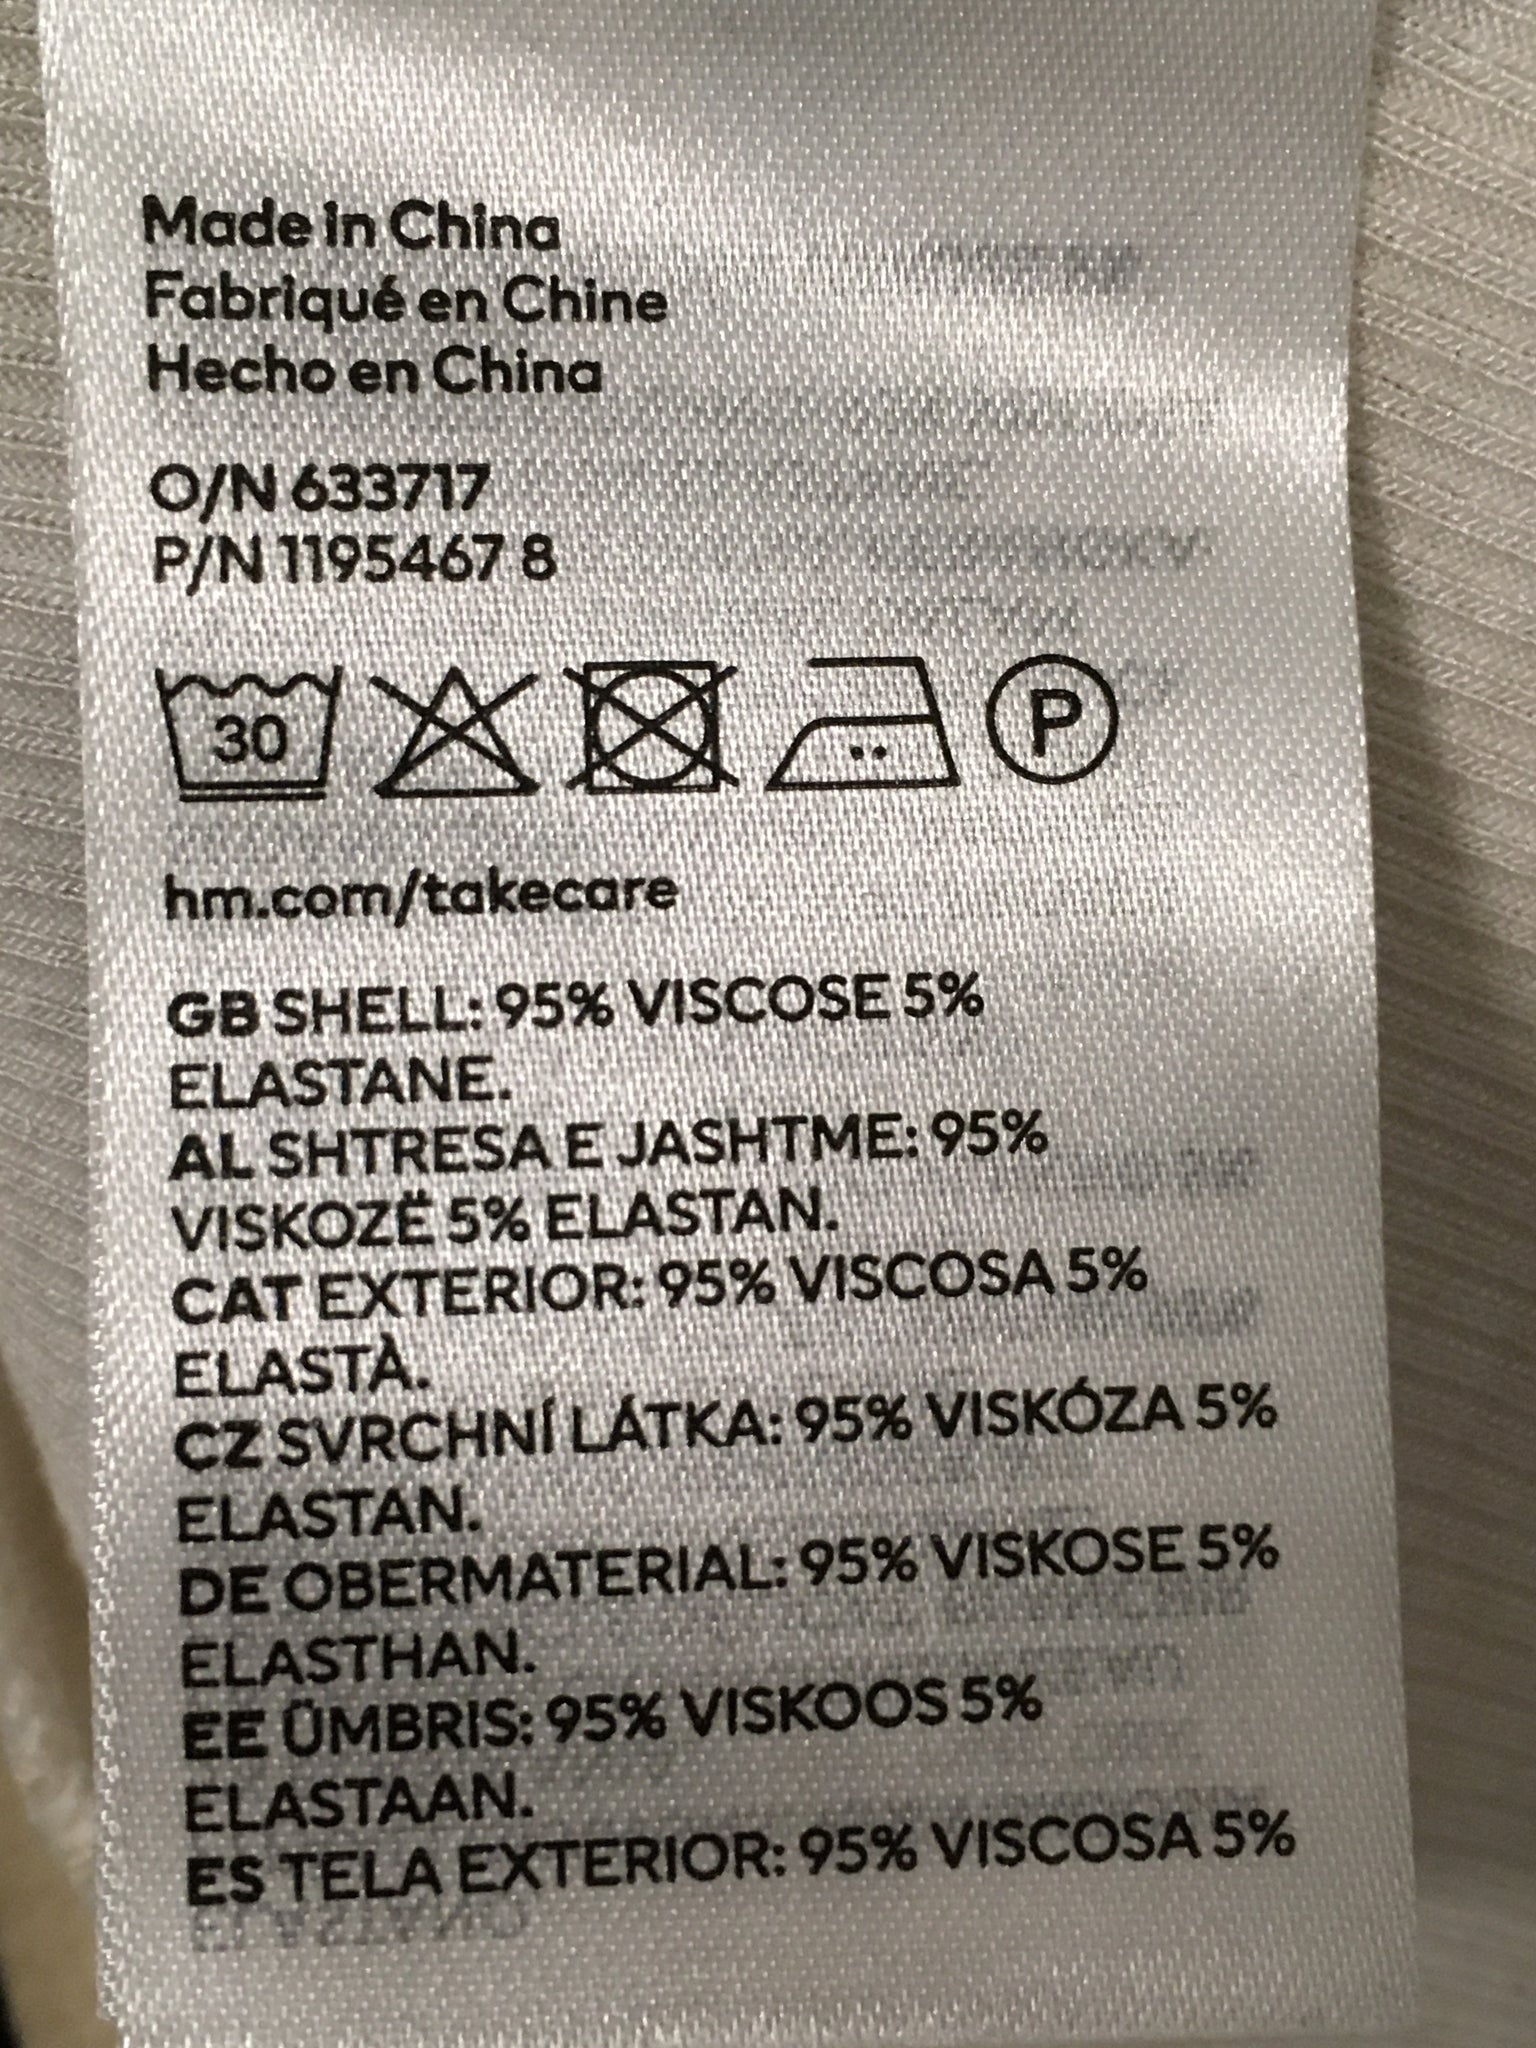 Made in China
Fabriqué en Chine
Hecho en China
O/N 633717
P/N 1195467 8
30 P
hm.com/takecare
GB SHELL: 95% VISCOSE 5%
ELASTANE.
AL SHTRESA E JASHTME: 95%
VISKOZË 5% ELASTAN.
CAT EXTERIOR: 95% VISCOSA 5%
ELASTÀ.
CZ SVRCHNÍ LÁTKA: 95% VISKÓZA 5%
ELASTAN.
DE OBERMATERIAL: 95% VISKOSE 5%
ELASTHAN.
EE ÜMBRIS: 95% VISKOOS 5%
ELASTAAN.
ES TELA EXTERIOR: 95% VISCOSA 5%